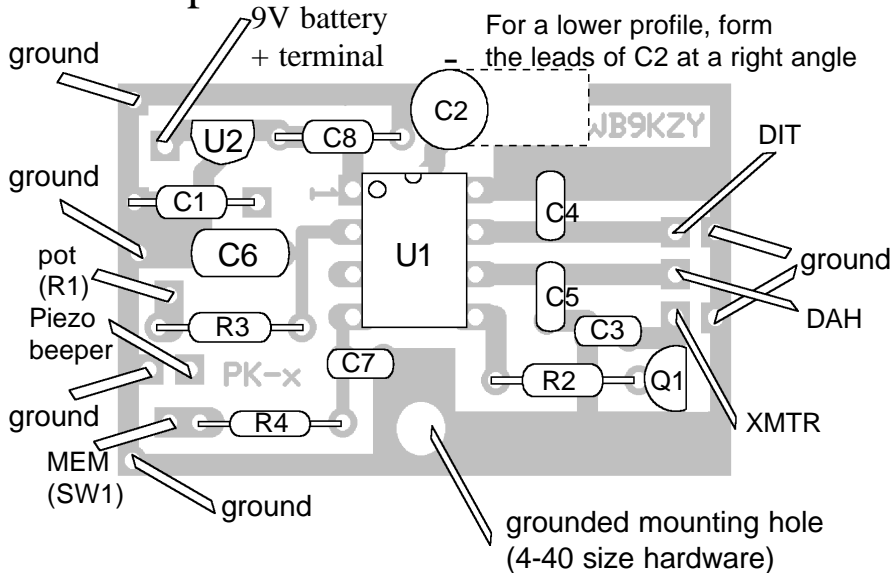 9V battery
+ terminal
For a lower profile, form
the leads of C2 at a right angle
ground
-
C2
WB9KZY
U2
C8
DIT
ground
C1
1
C4
C6
U1
ground
pot
(R1)
C5
DAH
Piezo
beeper
R3
C3
PK-x
C7
R2
Q1
ground
R4
XMTR
MEM
(SW1)
ground
grounded mounting hole
(4-40 size hardware)